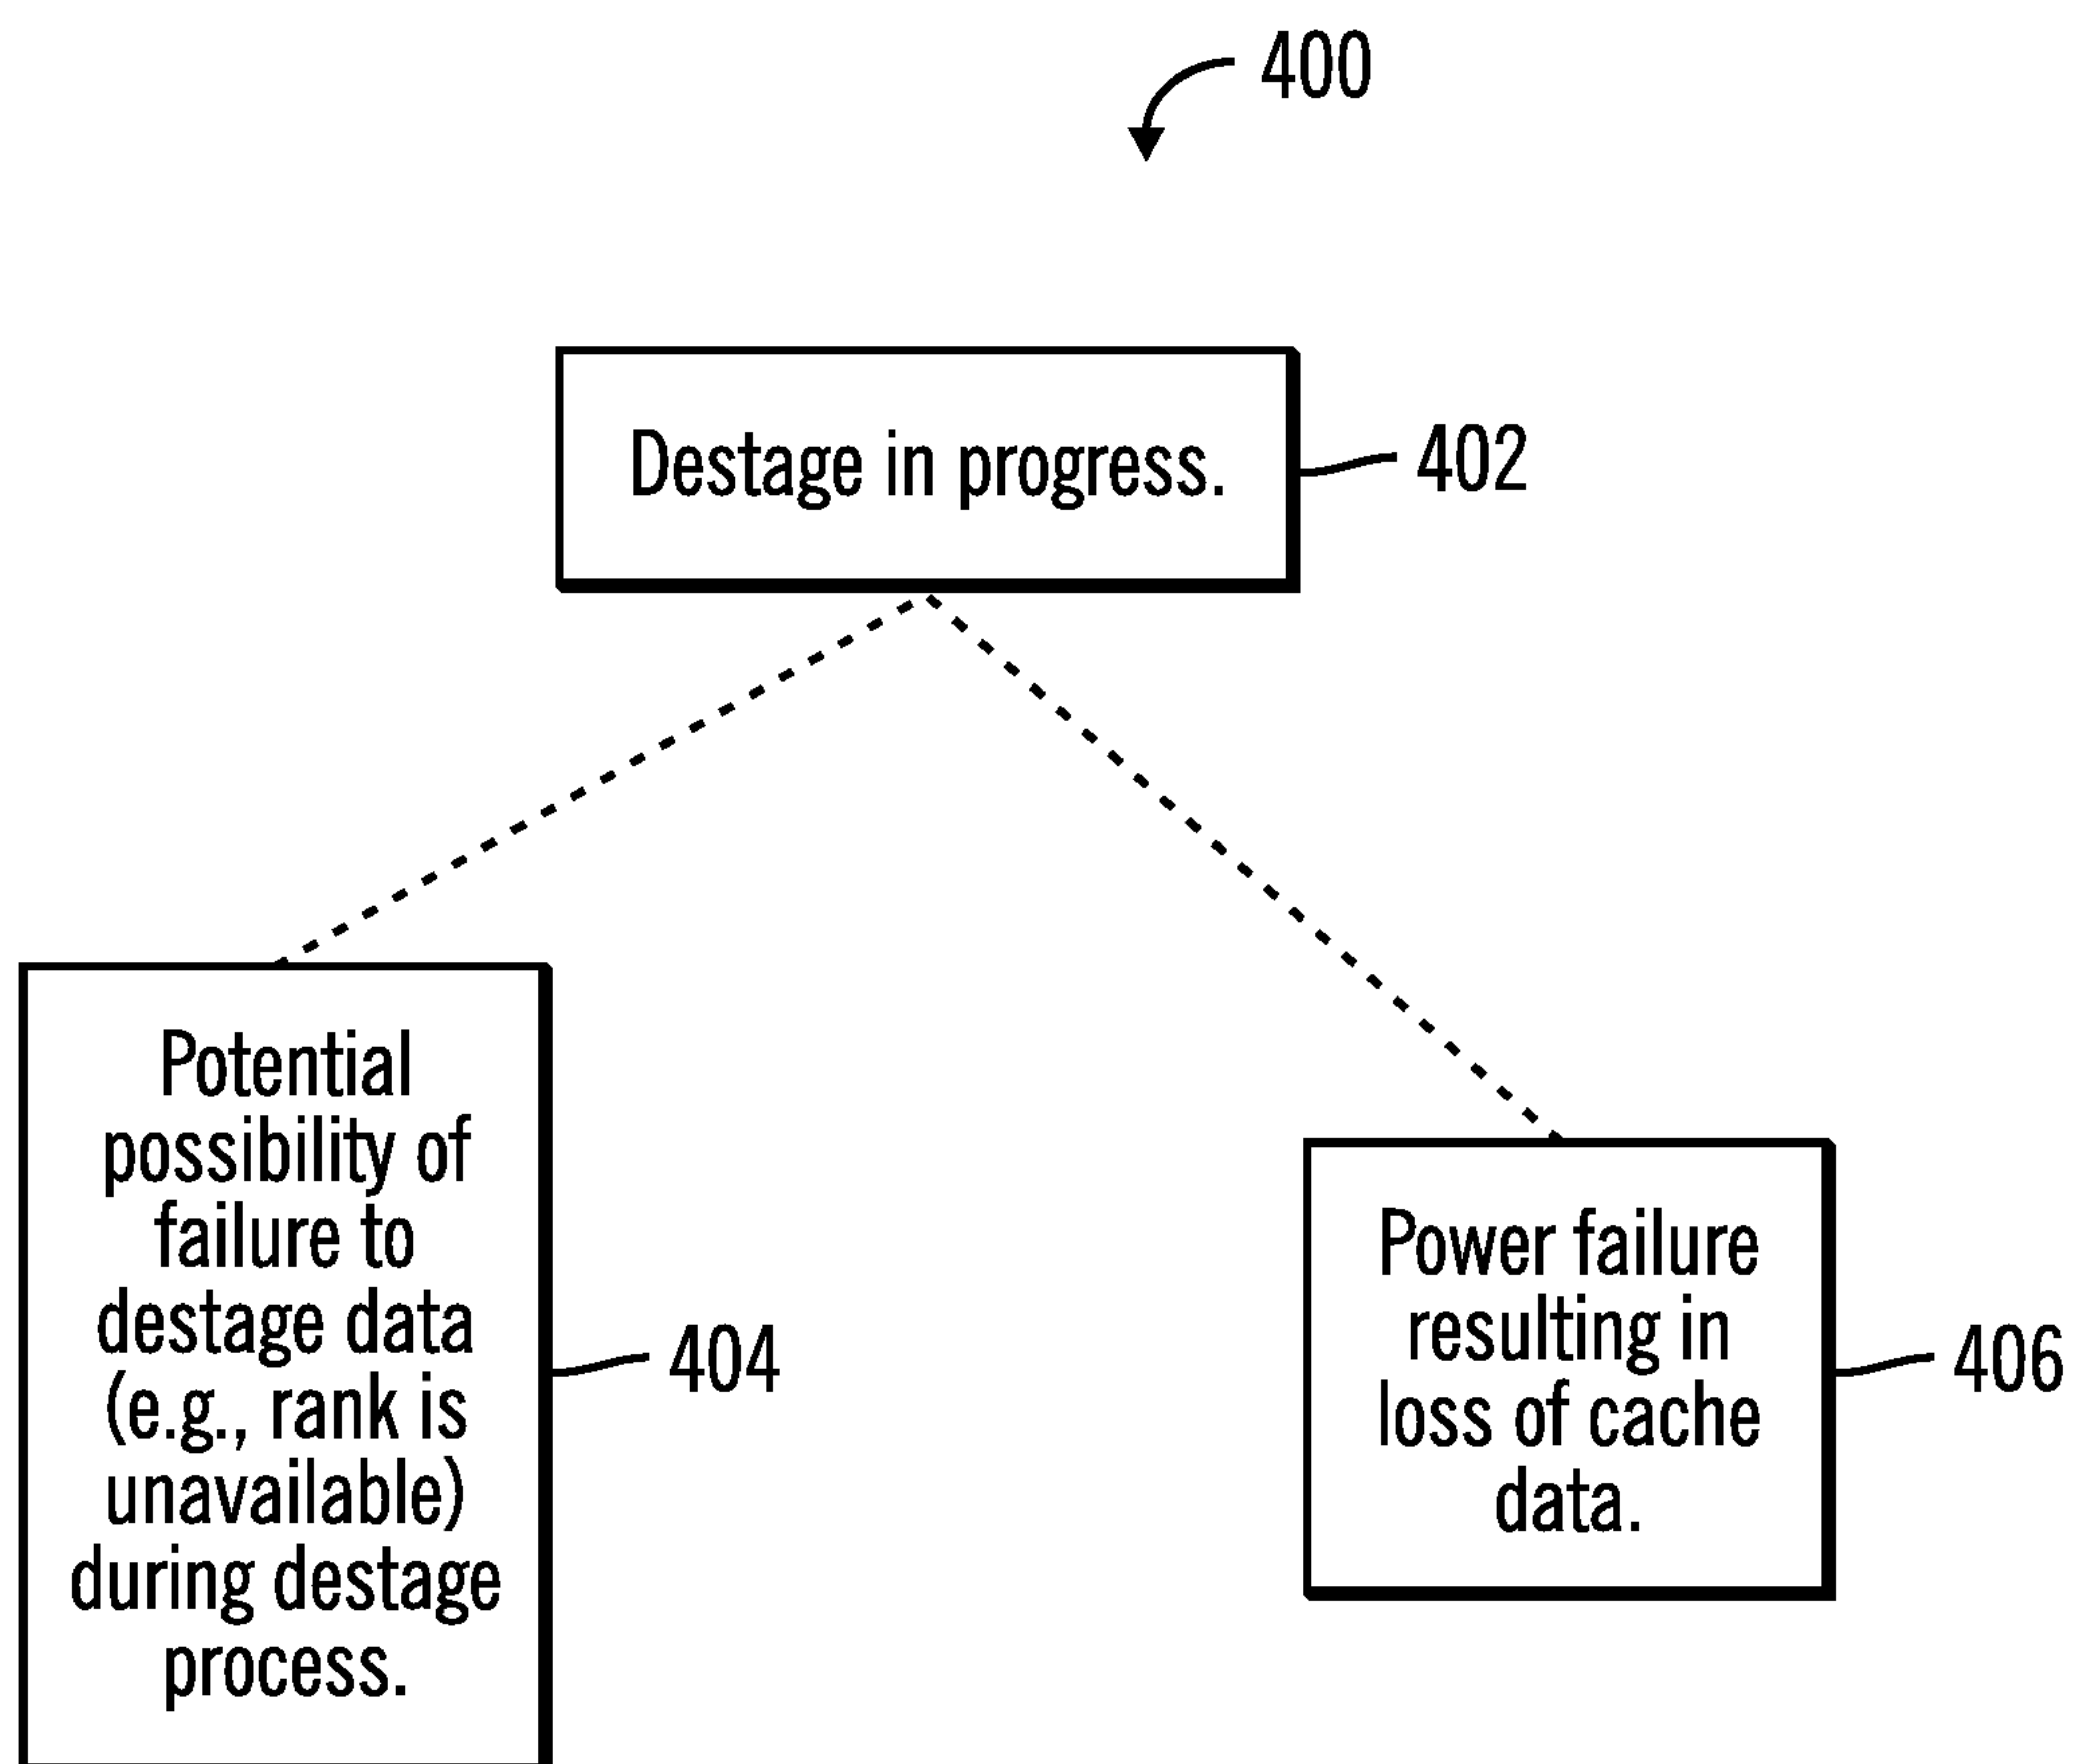 400
Destage in progress.
402
Potential
possibility of
failure to
destage data
(e.g., rank is
unavailable)
during destage
process.
404
Power failure
resulting in
loss of cache
data.
406